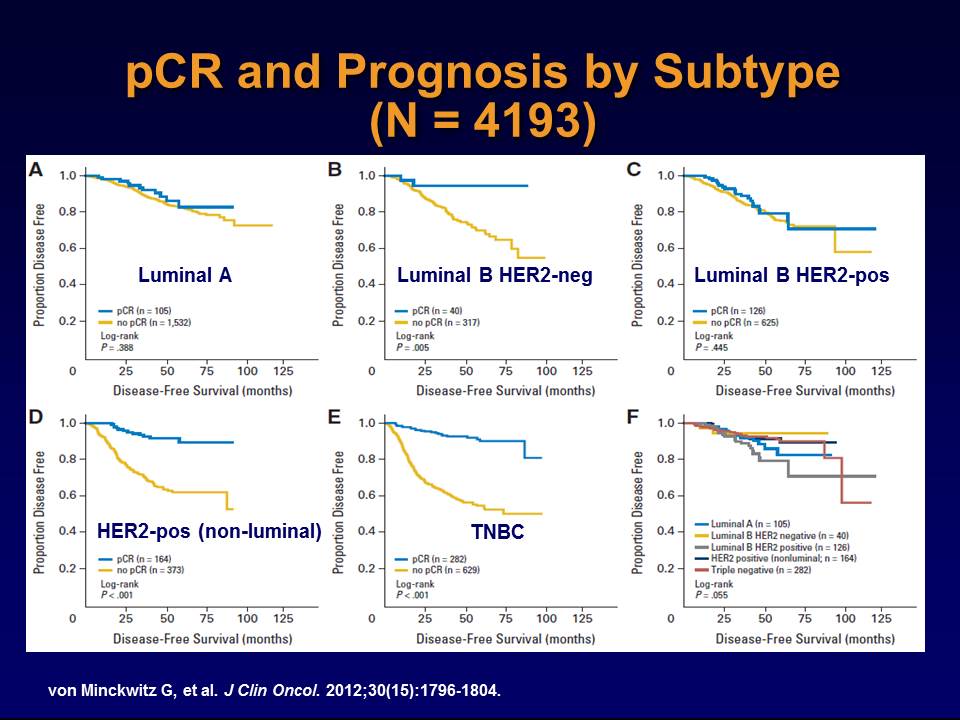 pCR and Prognosis by Subtype
(N = 4193)
A
Proportion Disease Free
1.0
0.8
0.6
0.4
0.2
Luminal A
pCR (n = 105)
no pCR (n = 1,532)
Log-rank
P = .388
0 25 50 75 100 125
Disease-Free Survival (months)
B
Proportion Disease Free
1.0
0.8
0.6
0.4
0.2
Luminal B HER2-neg
pCR (n = 40)
no pCR (n = 317)
Log-rank
P = .005
0 25 50 75 100 125
Disease-Free Survival (months)
C
Proportion Disease Free
1.0
0.8
0.6
0.4
0.2
Luminal B HER2-pos
pCR (n = 126)
no pCR (n = 625)
Log-rank
P = .445
0 25 50 75 100 125
Disease-Free Survival (months)
D
Proportion Disease Free
1.0
0.8
0.6
0.4
0.2
HER2-pos (non-luminal)
pCR (n = 164)
no pCR (n = 373)
Log-rank
P < .001
0 25 50 75 100 125
Disease-Free Survival (months)
E
Proportion Disease Free
1.0
0.8
0.6
0.4
0.2
TNBC
pCR (n = 282)
no pCR (n = 629)
Log-rank
P < .001
0 25 50 75 100 125
Disease-Free Survival (months)
F
Proportion Disease Free
1.0
0.8
0.6
0.4
0.2
Luminal A (n = 105)
Luminal B HER2 negative (n = 40)
Luminal B HER2 positive (n = 126)
HER2 positive (nonluminal; n = 164)
Triple negative (n = 282)
Log-rank
P = .055
0 25 50 75 100 125
Disease-Free Survival (months)
von Minckwitz G, et al. J Clin Oncol. 2012;30(15):1796-1804.